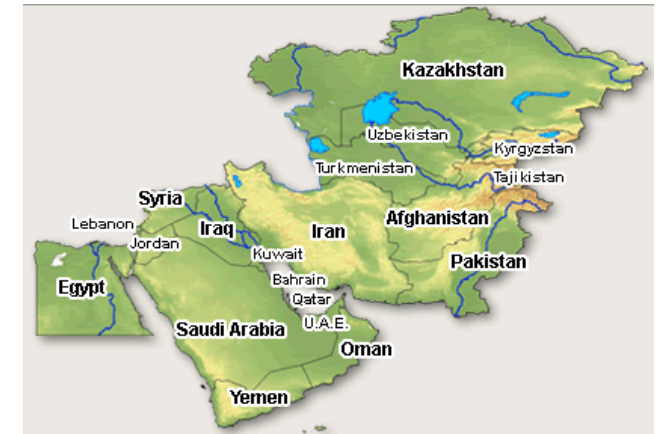 Kazakhstan
Uzbekistan
Kyrgyzstan
Turkmenistan
Tajikistan
Syria
Afghanistan
Lebanon
Iraq
Iran
Jordan
Kuwait
Pakistan
Bahrain
Egypt
Qatar
Saudi Arabia
U.A.E.
Oman
Yemen